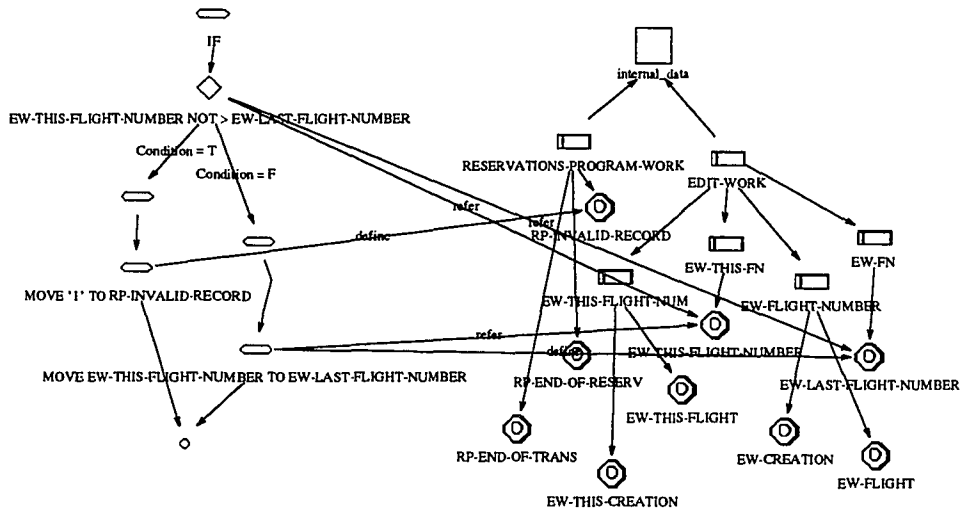 IF
internal_data
EW-THIS-FLIGHT-NUMBER NOT > EW-LAST-FLIGHT-NUMBER
Condition = T
Condition = F
RESERVATIONS-PROGRAM-WORK
EDIT-WORK
refer
refer
D
define
RP-INVALID-RECORD
EW-THIS-FN
EW-FN
MOVE '1' TO RP-INVALID-RECORD
EW-THIS-FLIGHT-NUM
EW-FLIGHT-NUMBER
refer
D
define
EW-THIS-FLIGHT-NUMBER
D
D
MOVE EW-THIS-FLIGHT-NUMBER TO EW-LAST-FLIGHT-NUMBER
RP-END-OF-RESERV
EW-LAST-FLIGHT-NUMBER
D
EW-THIS-FLIGHT
D
RP-END-OF-TRANS
D
EW-CREATION
D
EW-FLIGHT
D
EW-THIS-CREATION